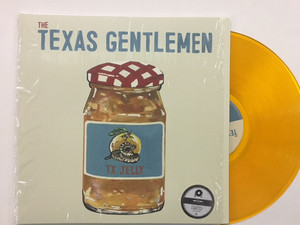 THE
TEXAS GENTLEMEN
TX JELLY